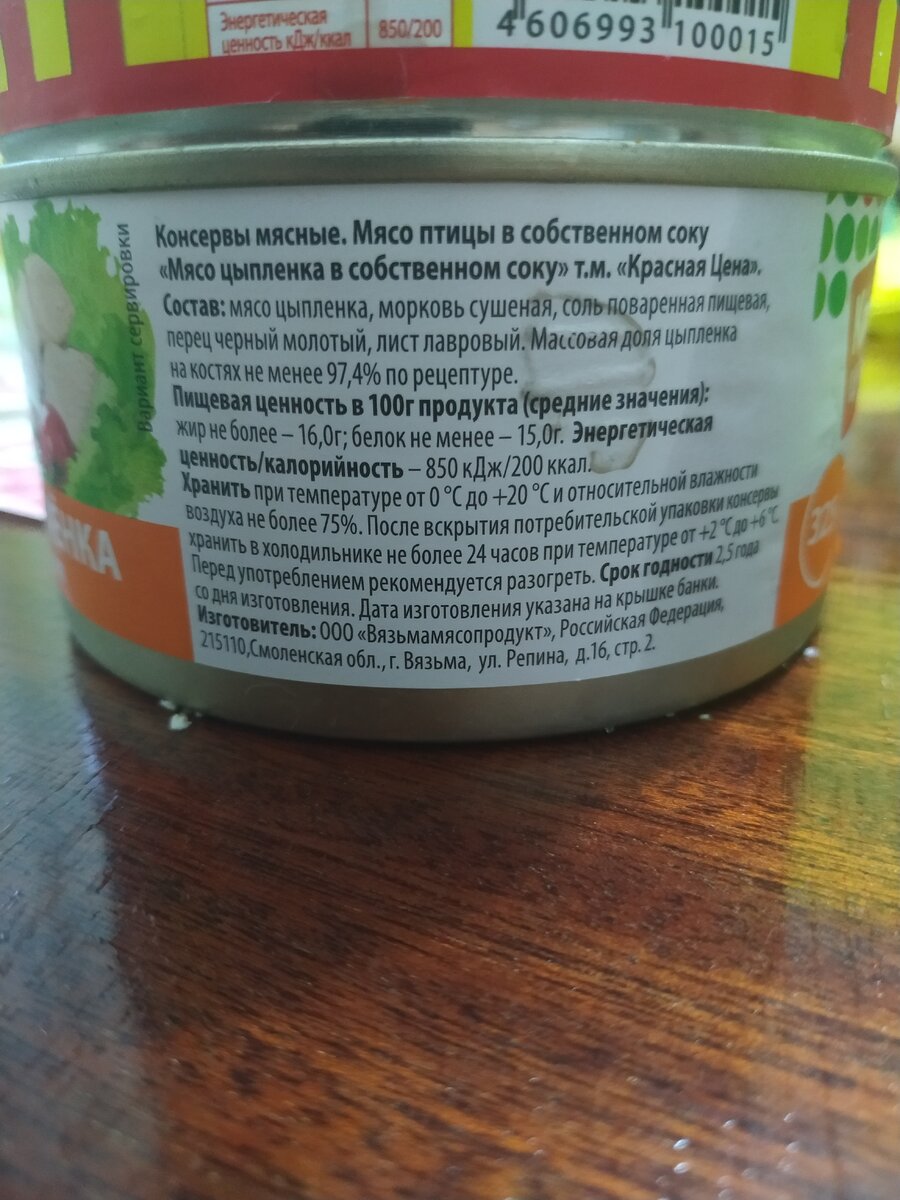 Энергетическая
ценность кДж/ккал
850/200
4 606993 100015
Вариант сервировки
Консервы мясные. Мясо птицы в собственном соку
«Мясо цыпленка в собственном соку» т.м. «Красная Цена».
Состав: мясо цыпленка, морковь сушеная, соль поваренная пищевая,
перец черный молотый, лист лавровый. Массовая доля цыпленка
на костях не менее 97,4% по рецептуре.
Пищевая ценность в 100г продукта (средние значения):
жир не более – 16,0г; белок не менее – 15,0г. Энергетическая
ценность/калорийность – 850 кДж/200 ккал.
Хранить при температуре от 0 °С до +20 °С и относительной влажности
воздуха не более 75%. После вскрытия потребительской упаковки консервы
хранить в холодильнике не более 24 часов при температуре от +2 °С до +6 °С.
Перед употреблением рекомендуется разогреть. Срок годности 2,5 года
со дня изготовления. Дата изготовления указана на крышке банки.
Изготовитель: ООО «Вязьмамясопродукт», Российская Федерация,
215110,Смоленская обл., г. Вязьма, ул. Репина, д.16, стр. 2.